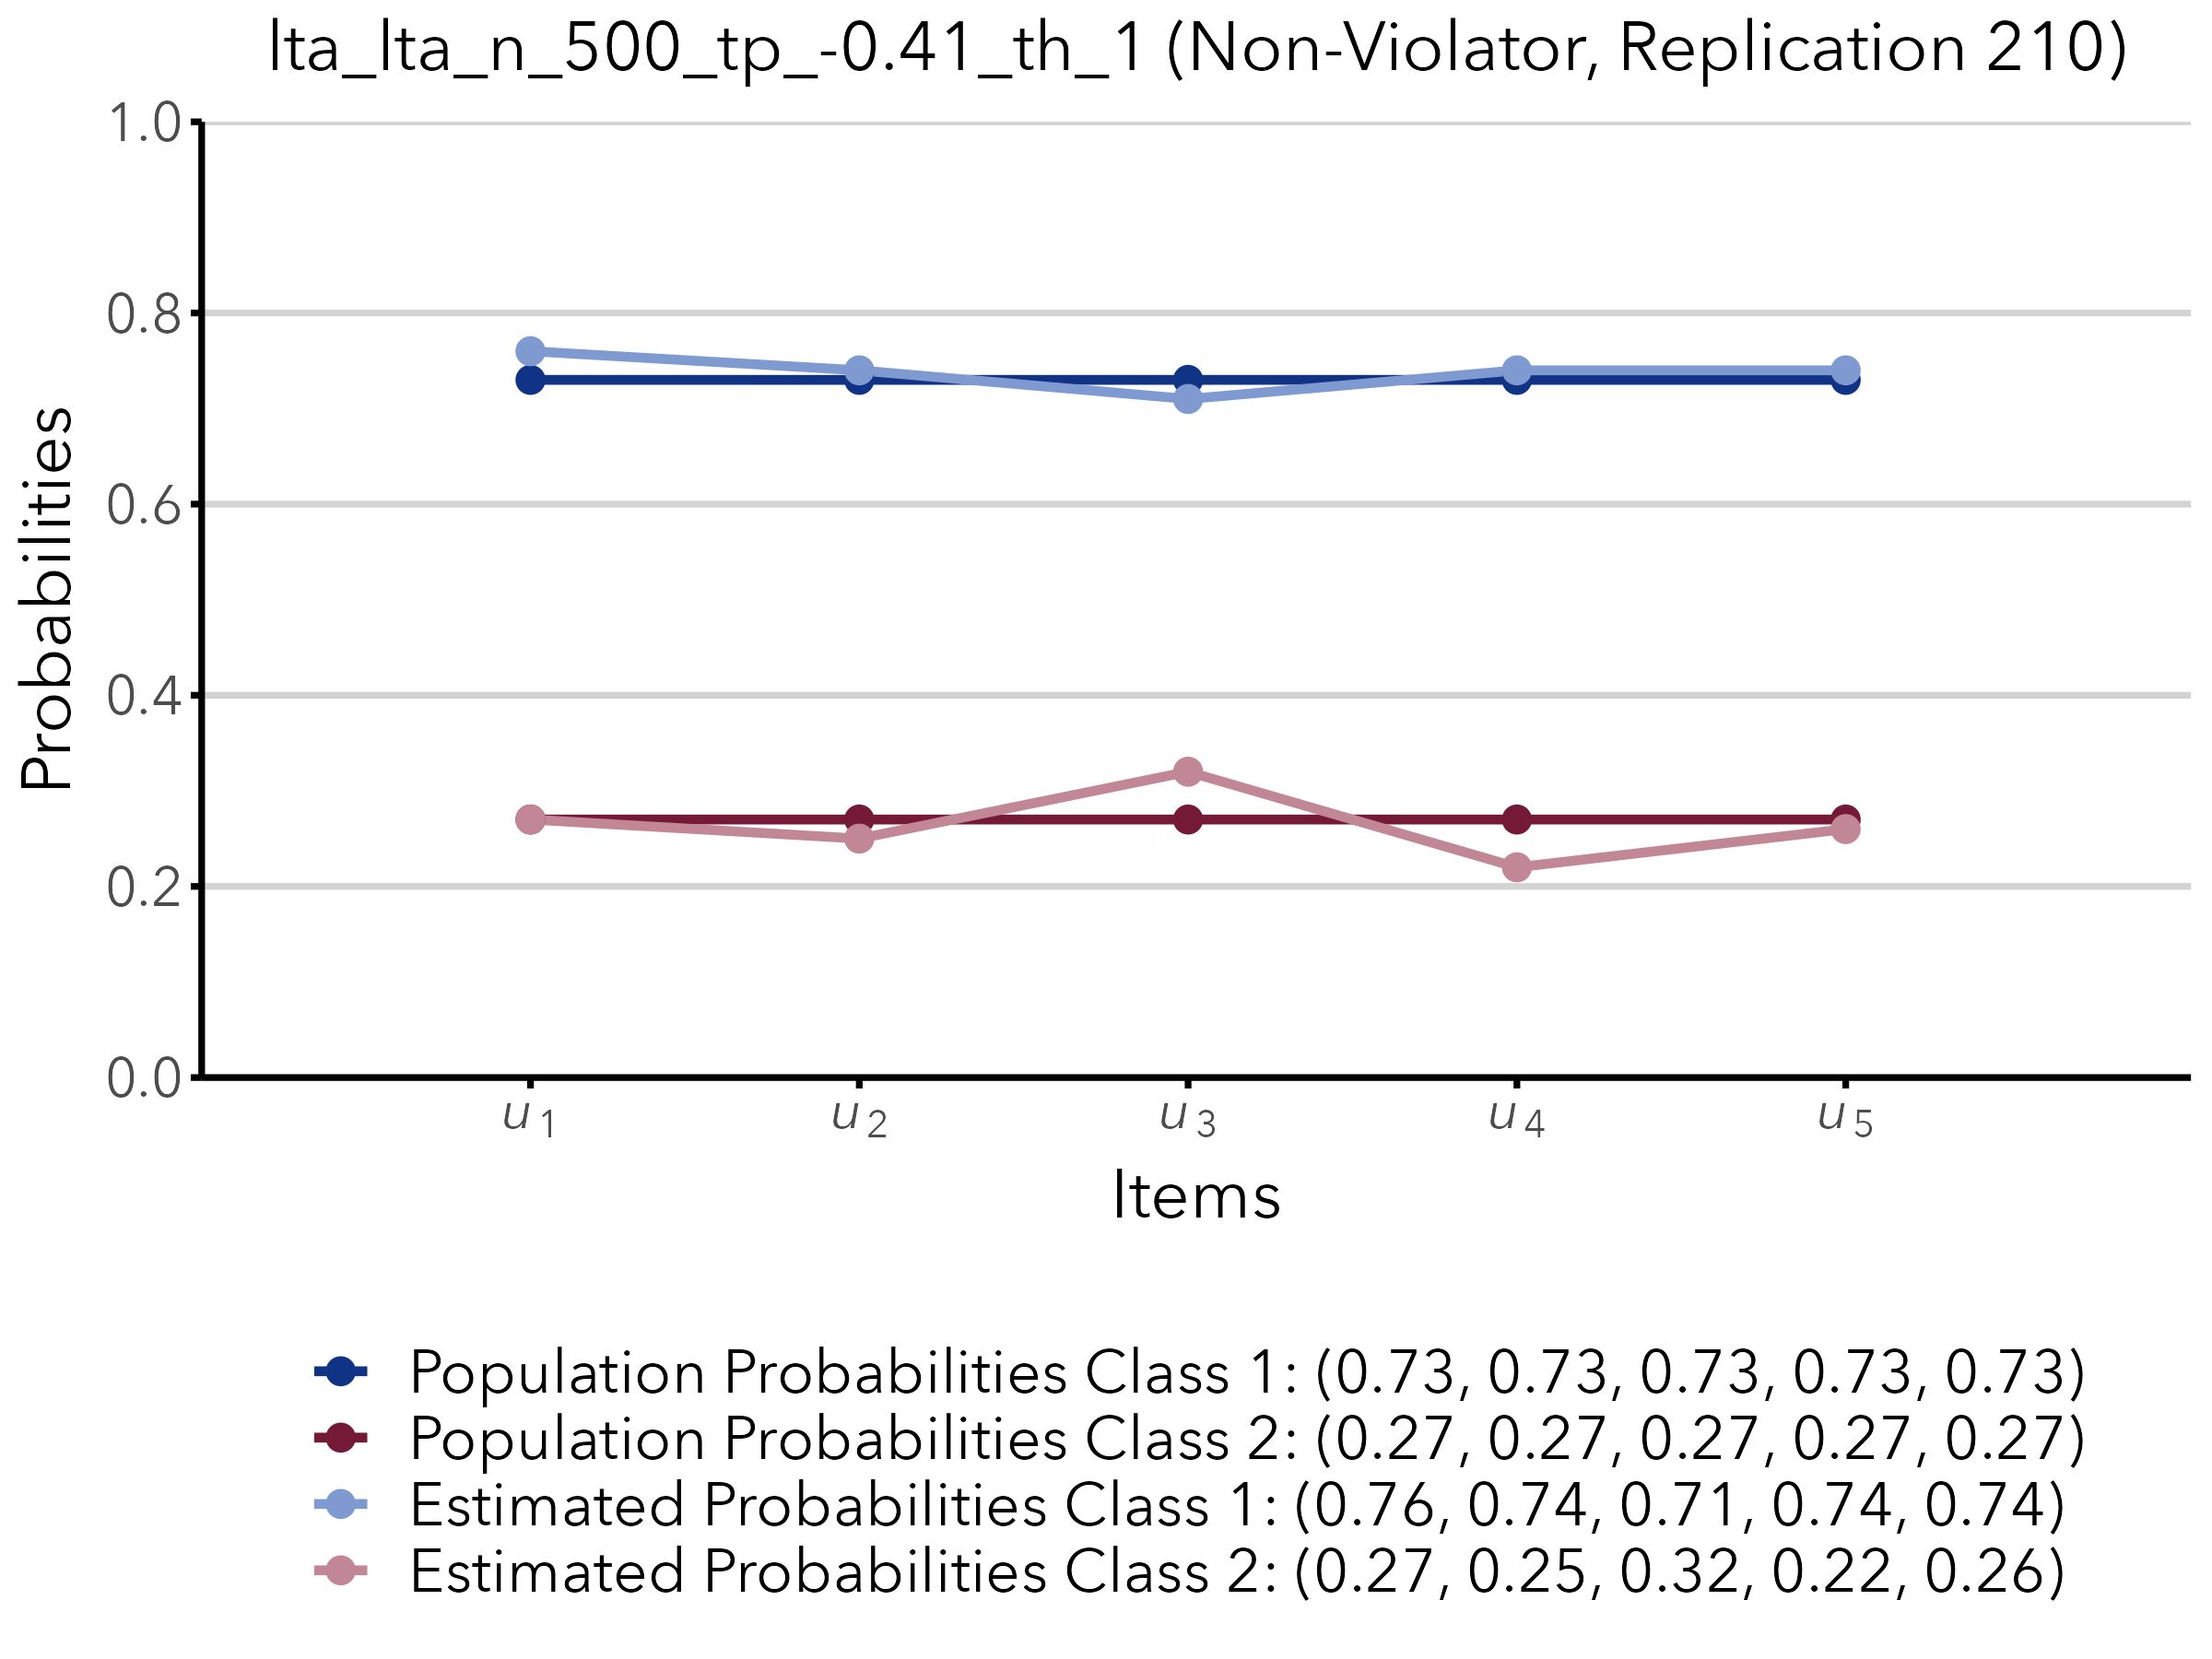 lta_lta_n_500_tp_-0.41_th_1 (Non-Violator, Replication 210)
1.0
0.8
0.6
0.4
0.2
0.0
Probabilities
u1 u2 u3 u4 u5
Items
Population Probabilities Class 1: (0.73, 0.73, 0.73, 0.73, 0.73)
Population Probabilities Class 2: (0.27, 0.27, 0.27, 0.27, 0.27)
Estimated Probabilities Class 1: (0.76, 0.74, 0.71, 0.74, 0.74)
Estimated Probabilities Class 2: (0.27, 0.25, 0.32, 0.22, 0.26)